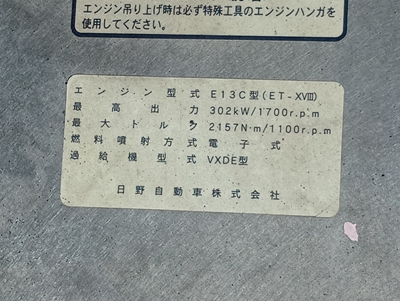 エンジン吊り上げ時は必ず特殊工具のエンジンハンガを
使用してください。
エンジン型式 E13C型(ET-XVIII)
最高出力 302kW/1700r.p.m
最大トルク 2157N·m/1100r.p.m
燃料噴射方式 電子式
過給機型式 VXDE型
日野自動車株式会社